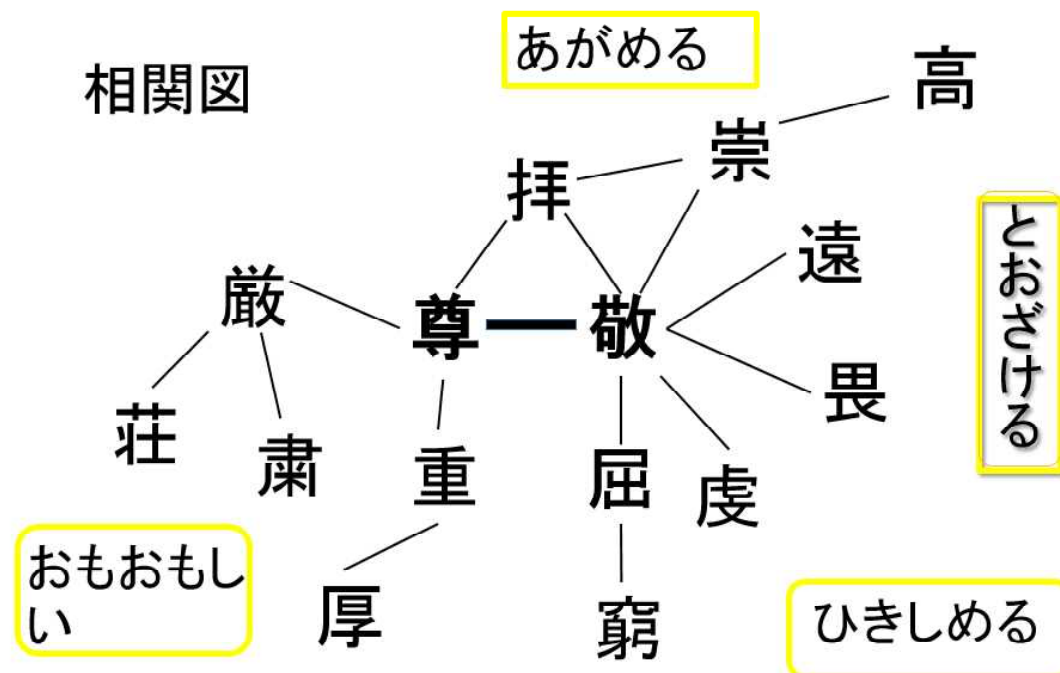 相関図
あがめる
高
崇
拝
遠
とおざける
厳
尊
敬
畏
荘
粛
重
屈
虔
おもおもし
い
厚
窮
ひきしめる